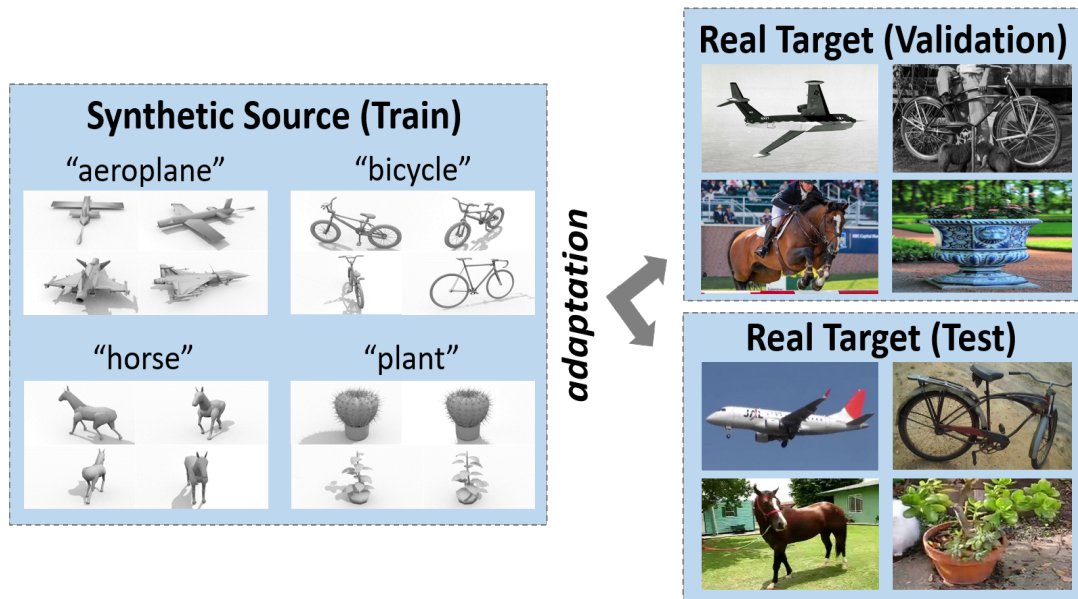 Synthetic Source (Train)
“aeroplane”
“bicycle”
“horse”
“plant”
adaptation
Real Target (Validation)
Real Target (Test)